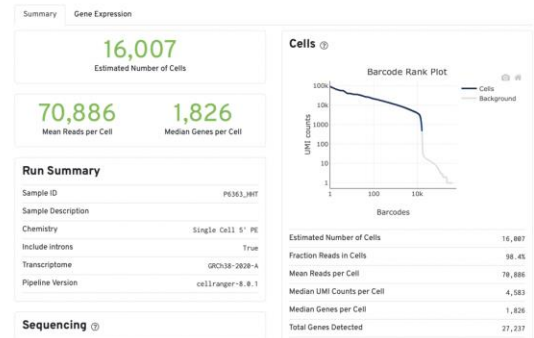 Summary
Gene Expression
16,007
Estimated Number of Cells
70,886
Mean Reads per Cell
1,826
Median Genes per Cell
Run Summary
Sample ID P6363_HHT
Sample Description
Chemistry Single Cell 5' PE
Include introns True
Transcriptome GRCh38-2020-A
Pipeline Version cellranger-8.0.1
Sequencing ?
Cells ?
Barcode Rank Plot
Cells
Background
UMI counts
100k
10k
1000
100
10
1
1 100 10k
Barcodes
Estimated Number of Cells 16,007
Fraction Reads in Cells 98.4%
Mean Reads per Cell 70,886
Median UMI Counts per Cell 4,583
Median Genes per Cell 1,826
Total Genes Detected 27,237